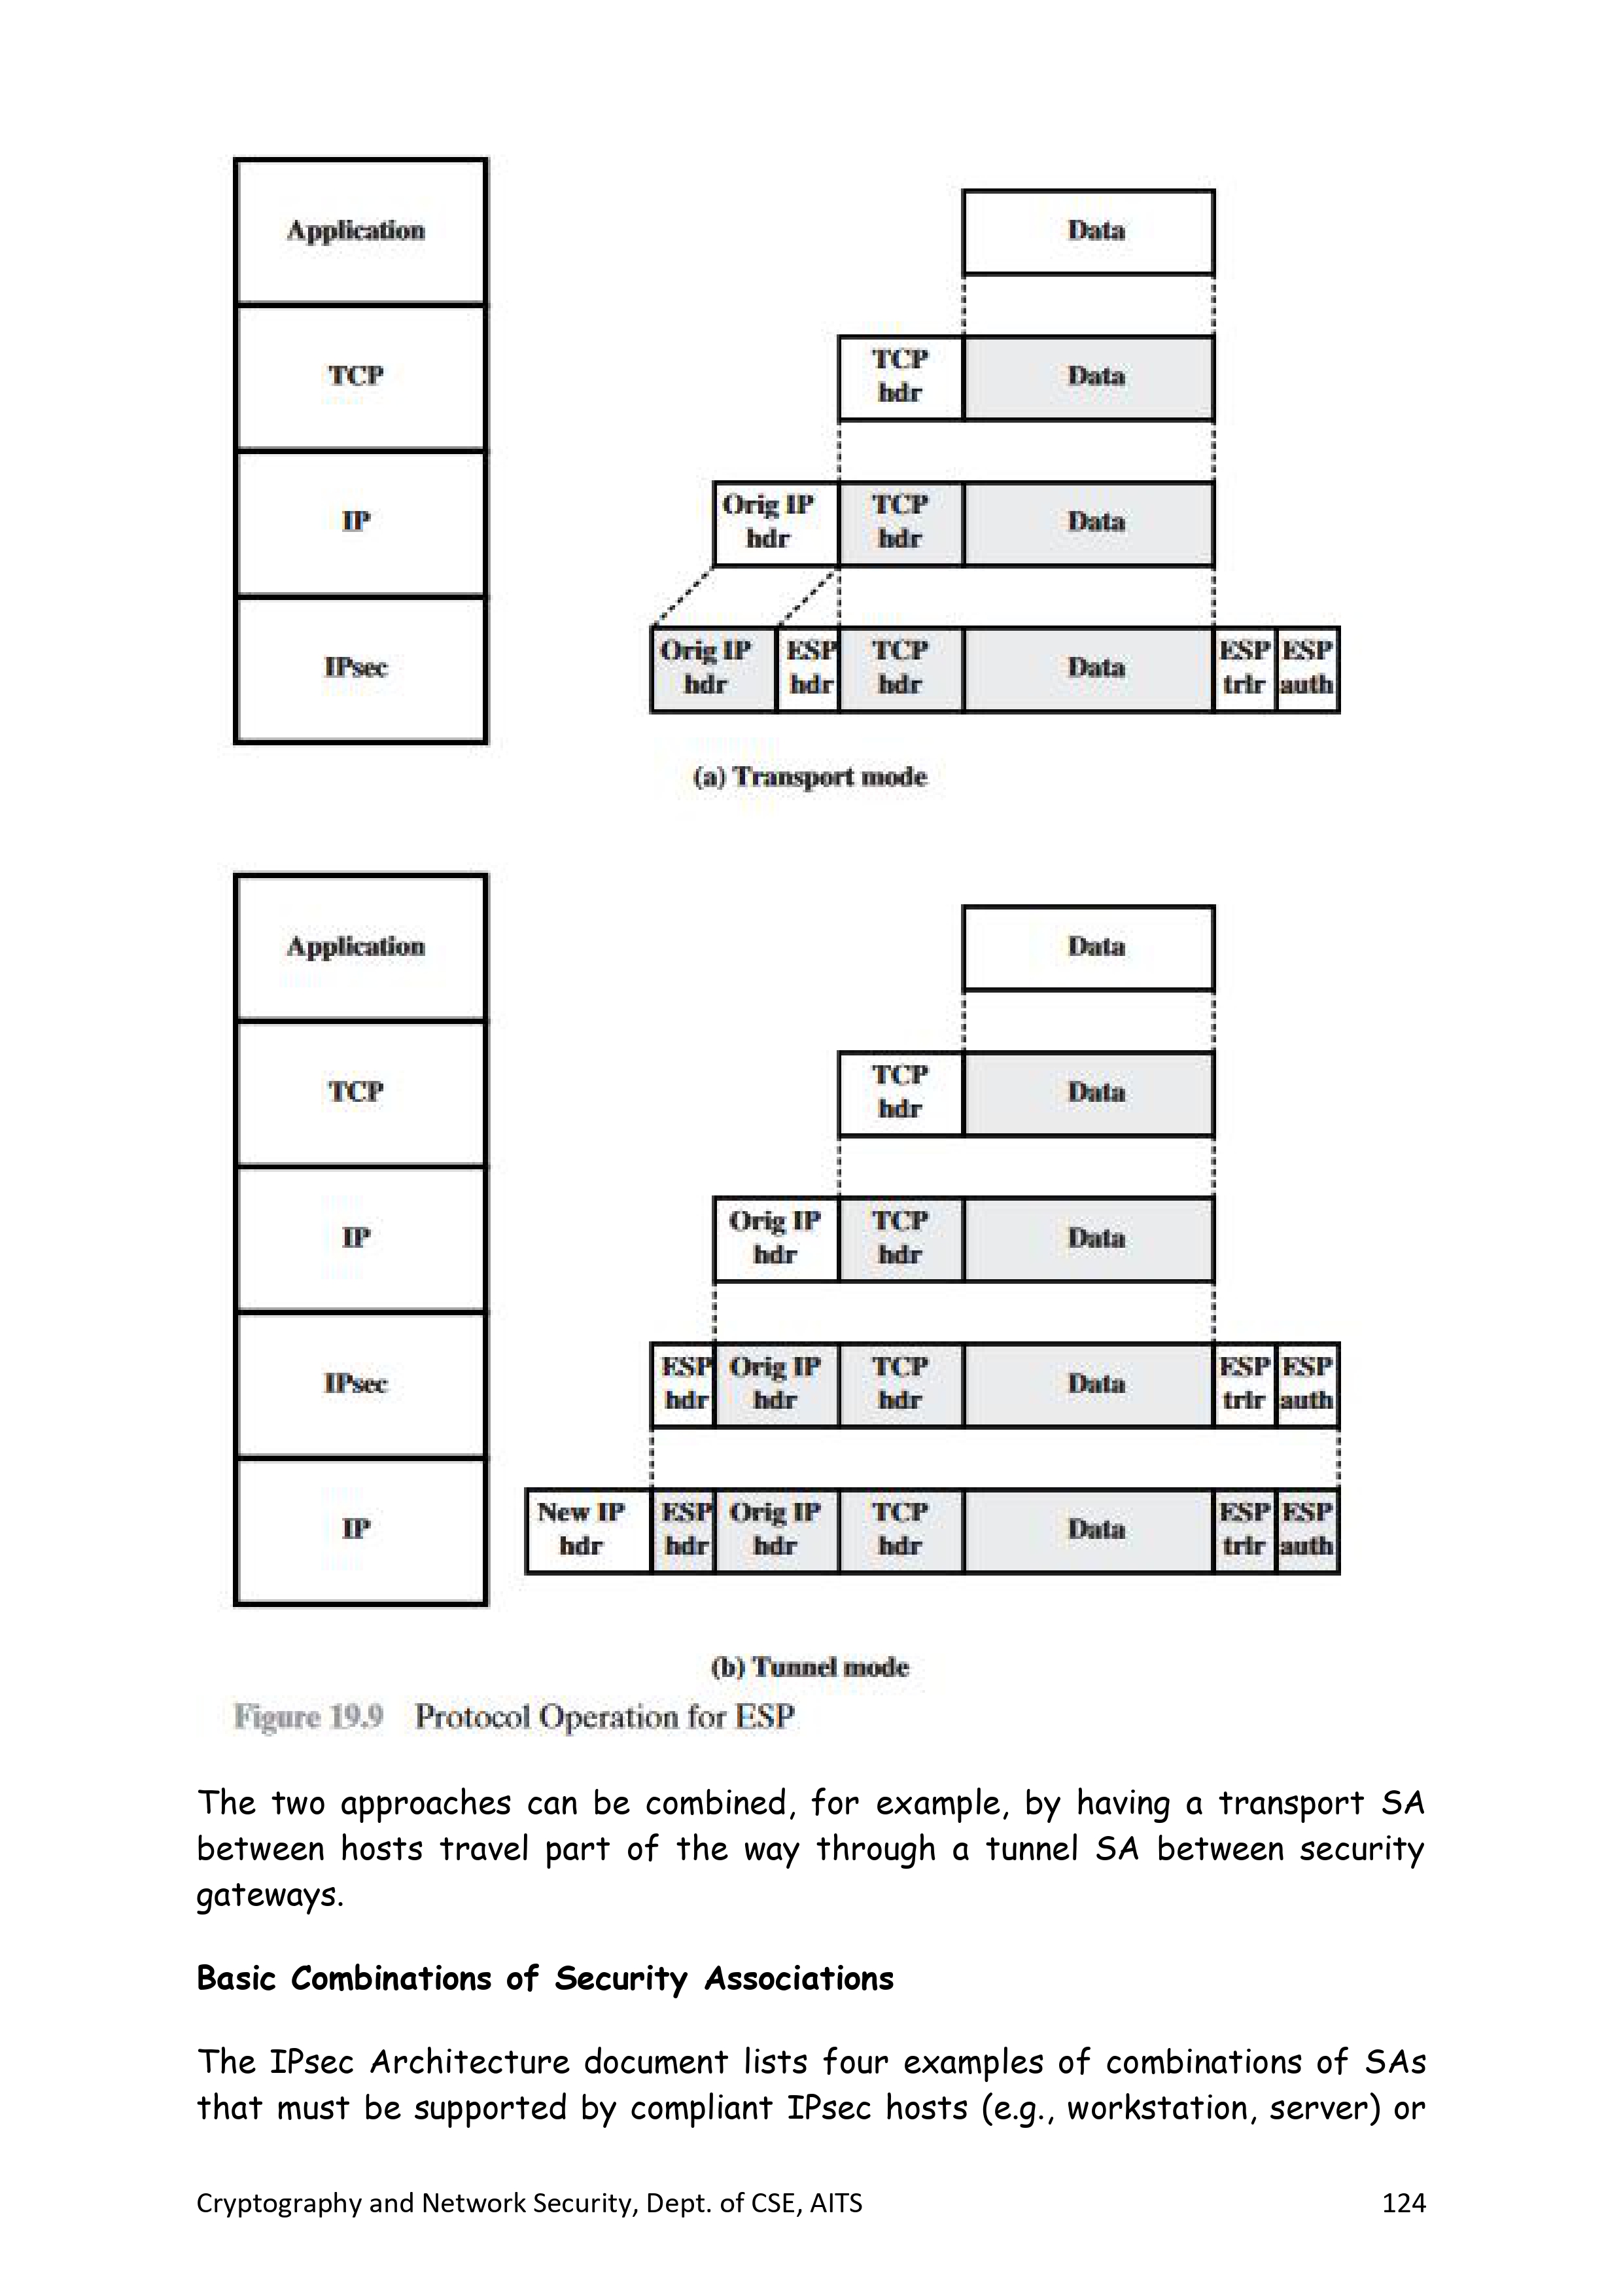 Application
Data
TCP
TCP
hdr
Data
IP
Orig IP
hdr
TCP
hdr
Data
IPsec
Orig IP
hdr
ESP
hdr
TCP
hdr
Data
ESP
trlr
ESP
auth
(a) Transport mode
Application
Data
TCP
TCP
hdr
Data
IP
Orig IP
hdr
TCP
hdr
Data
IPsec
ESP
hdr
Orig IP
hdr
TCP
hdr
Data
ESP
trlr
ESP
auth
IP
New IP
hdr
ESP
hdr
Orig IP
hdr
TCP
hdr
Data
ESP
trlr
ESP
auth
(b) Tunnel mode
Figure 19.9 Protocol Operation for ESP
The two approaches can be combined, for example, by having a transport SA
between hosts travel part of the way through a tunnel SA between security
gateways.
Basic Combinations of Security Associations
The IPsec Architecture document lists four examples of combinations of SAs
that must be supported by compliant IPsec hosts (e.g., workstation, server) or
Cryptography and Network Security, Dept. of CSE, AITS 124